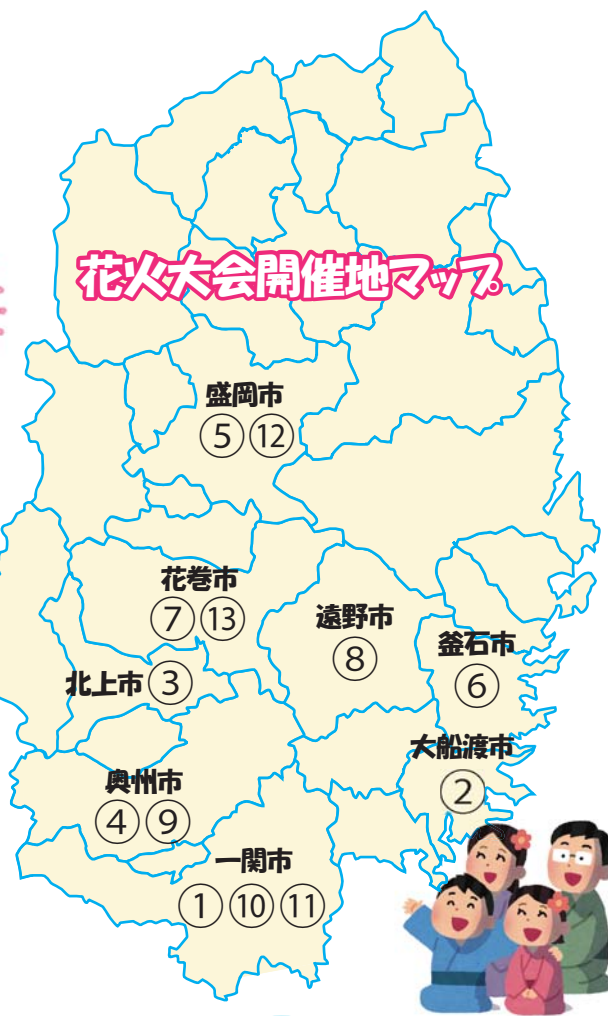 花火大会開催地マップ
盛岡市
⑤⑫
花巻市
⑦⑬
遠野市
⑧
釜石市
⑥
北上市③
大船渡市
②
奥州市
④⑨
一関市
①⑩⑪